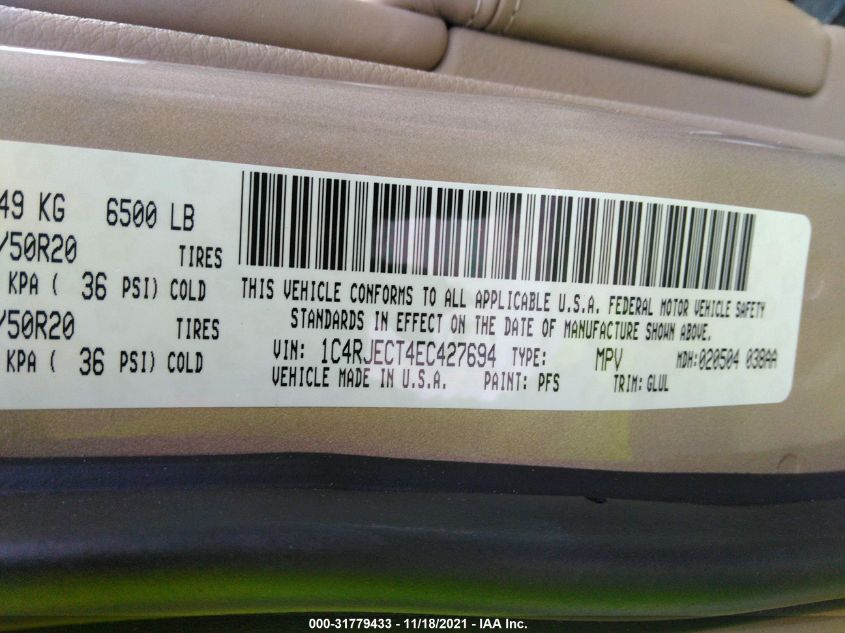 49 KG 6500 LB
/50R20 TIRES
KPA ( 36 PSI) COLD
/50R20 TIRES
KPA ( 36 PSI) COLD
THIS VEHICLE CONFORMS TO ALL APPLICABLE U.S.A. FEDERAL MOTOR VEHICLE SAFETY
STANDARDS IN EFFECT ON THE DATE OF MANUFACTURE SHOWN ABOVE.
VIN: 1C4RJECT4EC427694 TYPE: MPV MDH:020504 038AA
VEHICLE MADE IN U.S.A. PAINT: PFS TRIM: GLUL
000-31779433 - 11/18/2021 - IAA Inc.